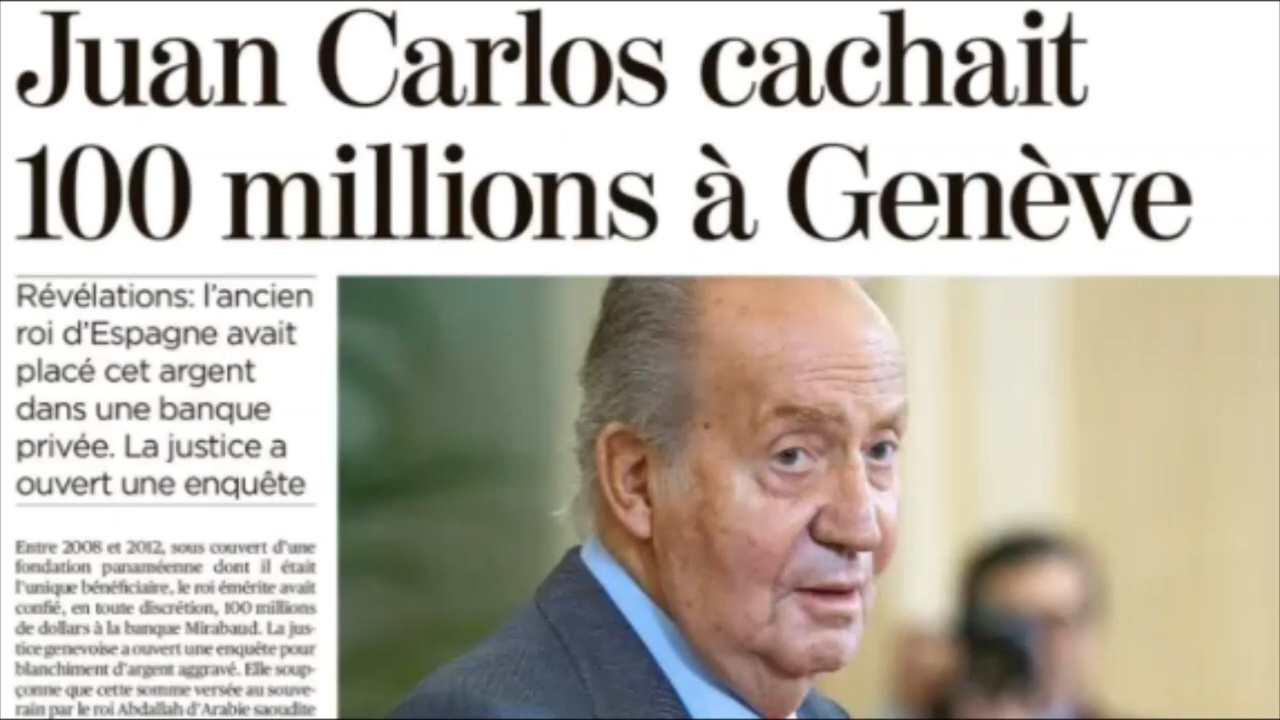 Juan Carlos cachait
100 millions à Genève
Révélations: l'ancien
roi d'Espagne avait
placé cet argent
dans une banque
privée. La justice a
ouvert une enquête
Entre 2008 et 2012, sous couvert d'une
fondation panaméenne dont il était
l'unique bénéficiaire, le roi émérite avait
confié, en toute discrétion, 100 millions
de dollars à la banque Mirabaud. La jus-
tice genevoise a ouvert une enquête pour
blanchiment d'argent aggravé. Elle soup-
çonne que cette somme versée au souve-
rain par le roi Abdallah d'Arabie saoudite